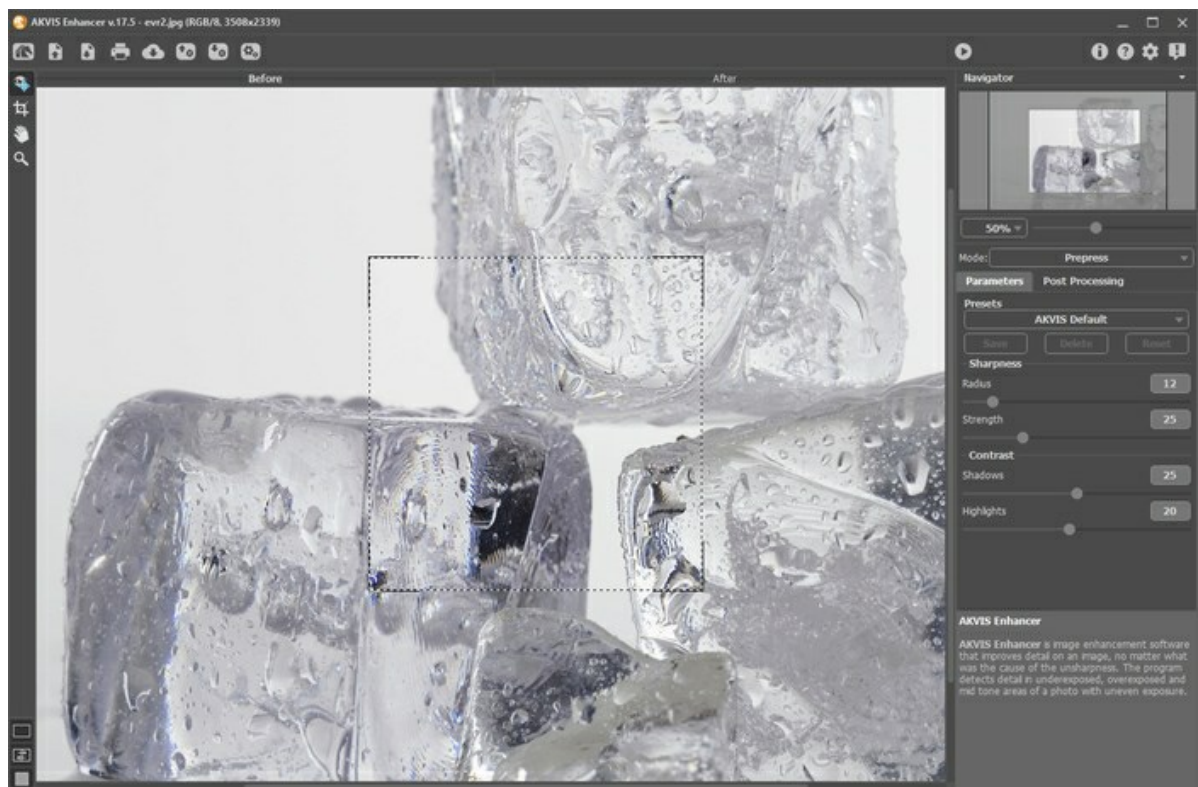 AKVIS Enhancer v.17.5 - evr2.jpg (RGB/8, 3508x2339)
Before
After
Navigator
50%
Mode: Prepress
Parameters Post Processing
Presets
AKVIS Default
Save Delete Reset
Sharpness
Radius 12
Strength 25
Contrast
Shadows 25
Highlights 20
AKVIS Enhancer
AKVIS Enhancer is image enhancement software
that improves detail on an image, no matter what
was the cause of the unsharpness. The program
detects detail in underexposed, overexposed and
mid tone areas of a photo with uneven exposure.